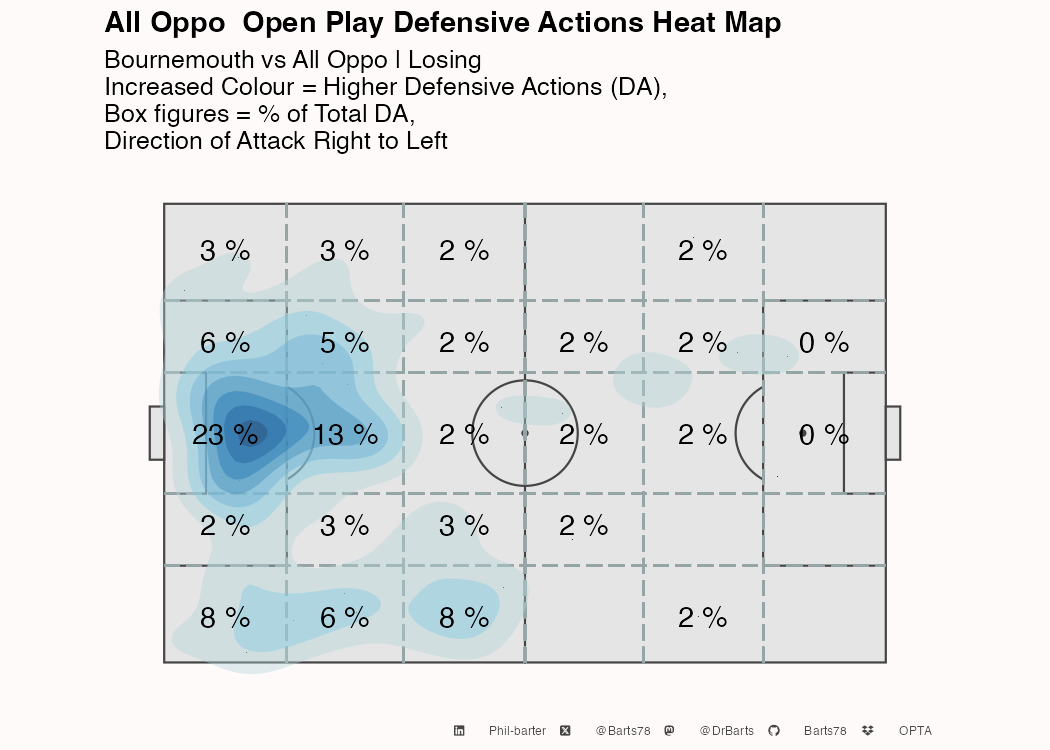 All Oppo  Open Play Defensive Actions Heat Map
Bournemouth vs All Oppo | Losing
Increased Colour = Higher Defensive Actions (DA),
Box figures = % of Total DA,
Direction of Attack Right to Left
3 % 3 % 2 % 2 %
6 % 5 % 2 % 2 % 2 % 0 %
23 % 13 % 2 % 2 % 2 % 0 %
2 % 3 % 3 % 2 %
8 % 6 % 8 % 2 %
Phil-barter @Barts78 @DrBarts Barts78 OPTA